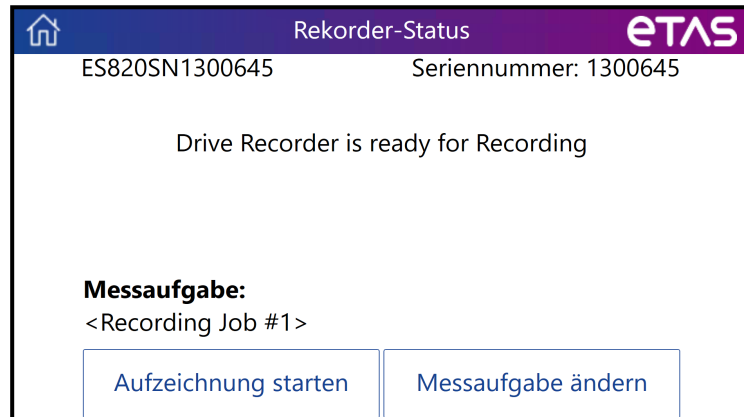 Rekorder-Status
ETAS
ES820SN1300645 Seriennummer: 1300645
Drive Recorder is ready for Recording
Messaufgabe:
<Recording Job #1>
Aufzeichnung starten Messaufgabe ändern